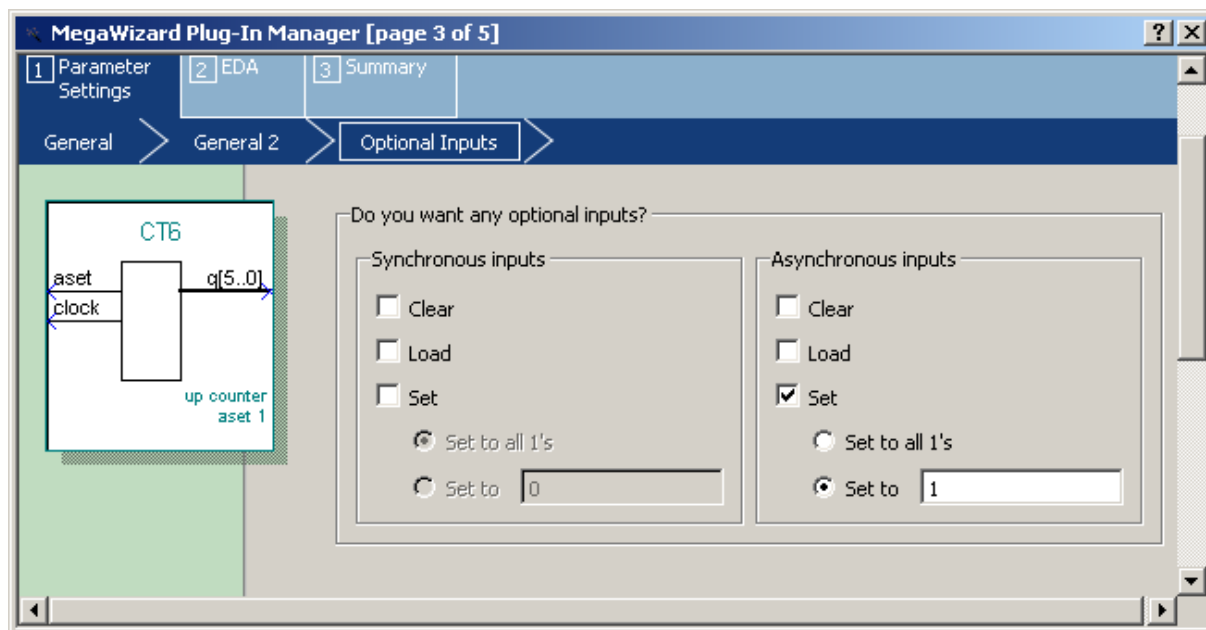 MegaWizard Plug-In Manager [page 3 of 5]
1 Parameter Settings
2 EDA
3 Summary
General
General 2
Optional Inputs
CT6
aset
q[5..0]
clock
up counter
aset 1
Do you want any optional inputs?
Synchronous inputs
Clear
Load
Set
Set to all 1's
Set to 0
Asynchronous inputs
Clear
Load
Set
Set to all 1's
Set to 1